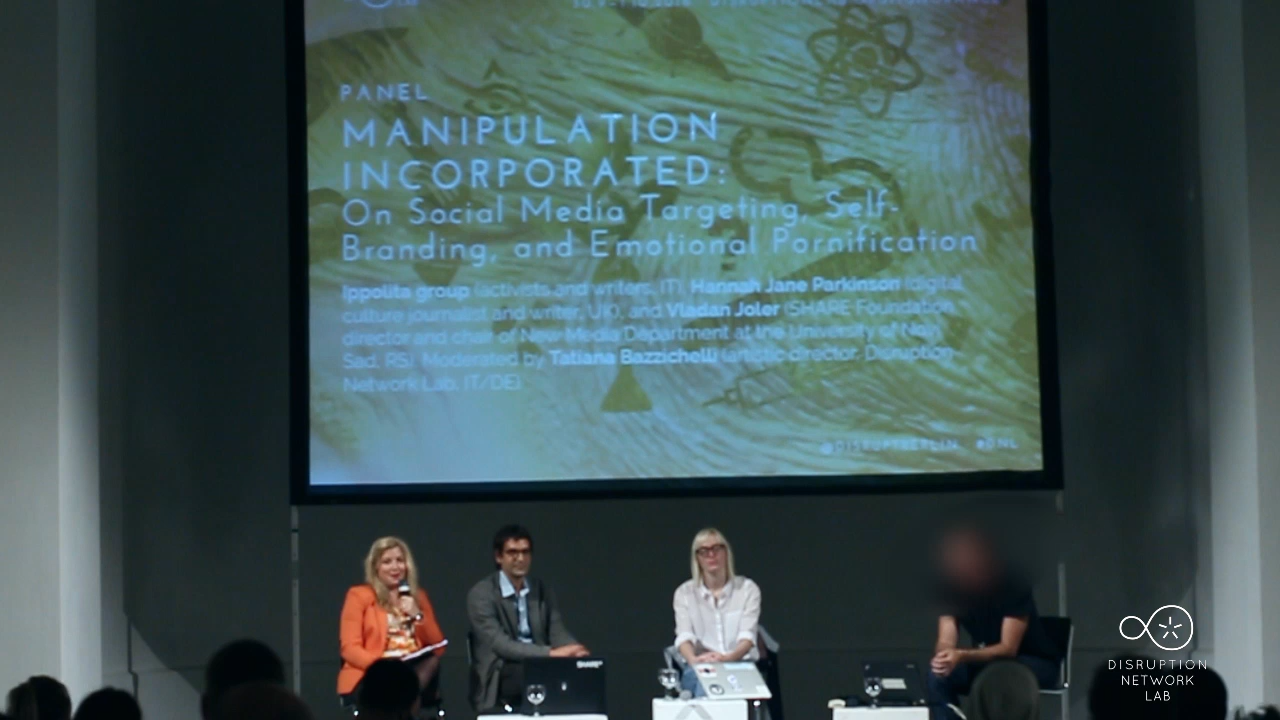 PANEL
MANIPULATION
INCORPORATED:
On Social Media Targeting, Self-
Branding, and Emotional Pornification
Ippolita group (activists and writers, IT), Hannah Jane Parkinson (digital
culture journalist and writer, UK), and Vladan Joler (SHARE Foundation
director and chair of New Media Department at the University of Novi
Sad, RS). Moderated by Tatiana Bazzichelli (artistic director, Disruption
Network Lab, IT/DE)
@DISRUPTBERLIN #DNL
SHARE
DISRUPTION
NETWORK
LAB